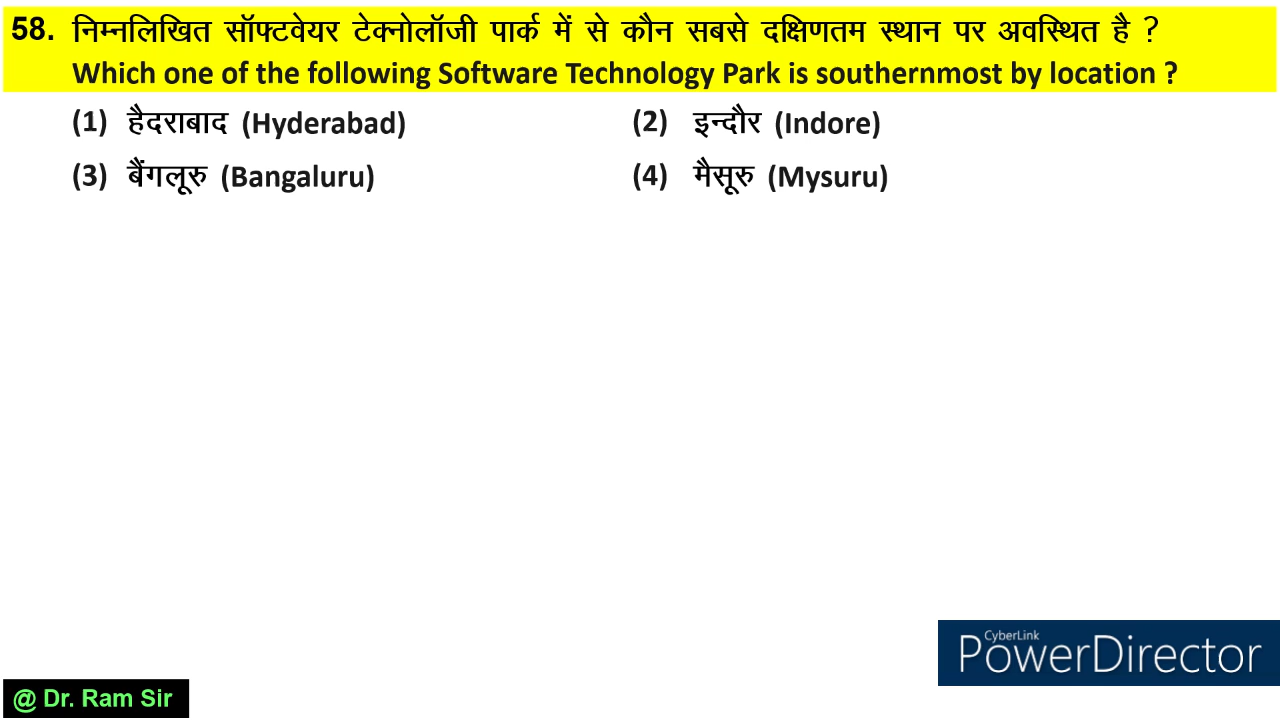 58. निम्नलिखित सॉफ्टवेयर टेक्नोलॉजी पार्क में से कौन सबसे दक्षिणतम स्थान पर अवस्थित है ?
Which one of the following Software Technology Park is southernmost by location ?
(1) हैदराबाद (Hyderabad) (2) इन्दौर (Indore)
(3) बैंगलूरु (Bangaluru) (4) मैसूरु (Mysuru)
CyberLink
PowerDirector
@ Dr. Ram Sir